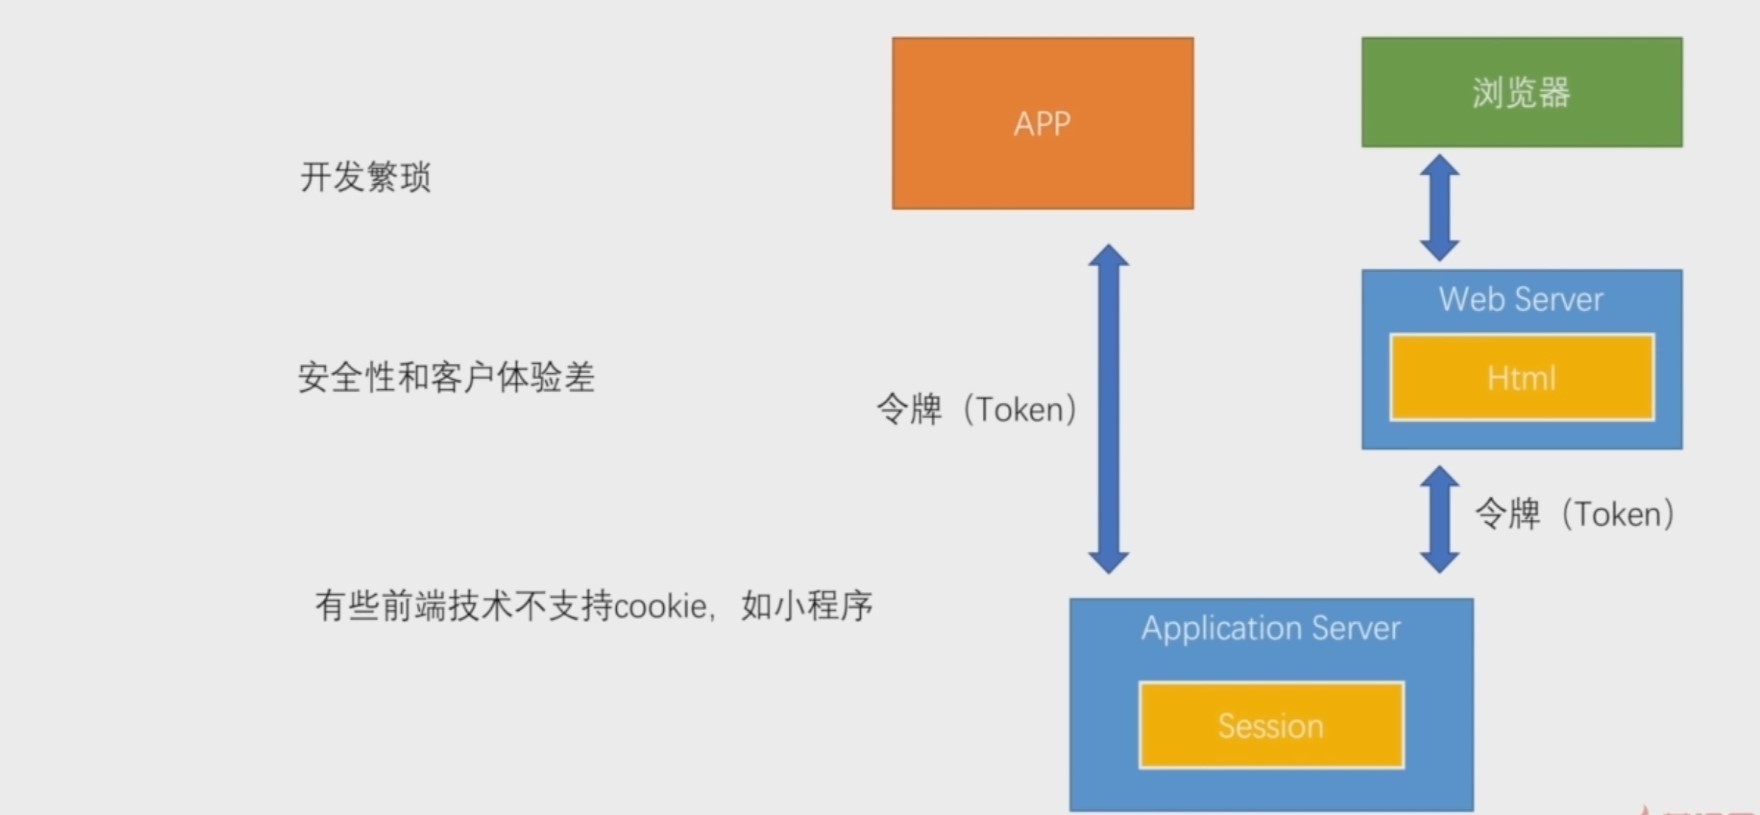 APP
浏览器
开发繁琐
Web Server
Html
安全性和客户体验差
令牌（Token）
令牌（Token）
有些前端技术不支持cookie，如小程序
Application Server
Session